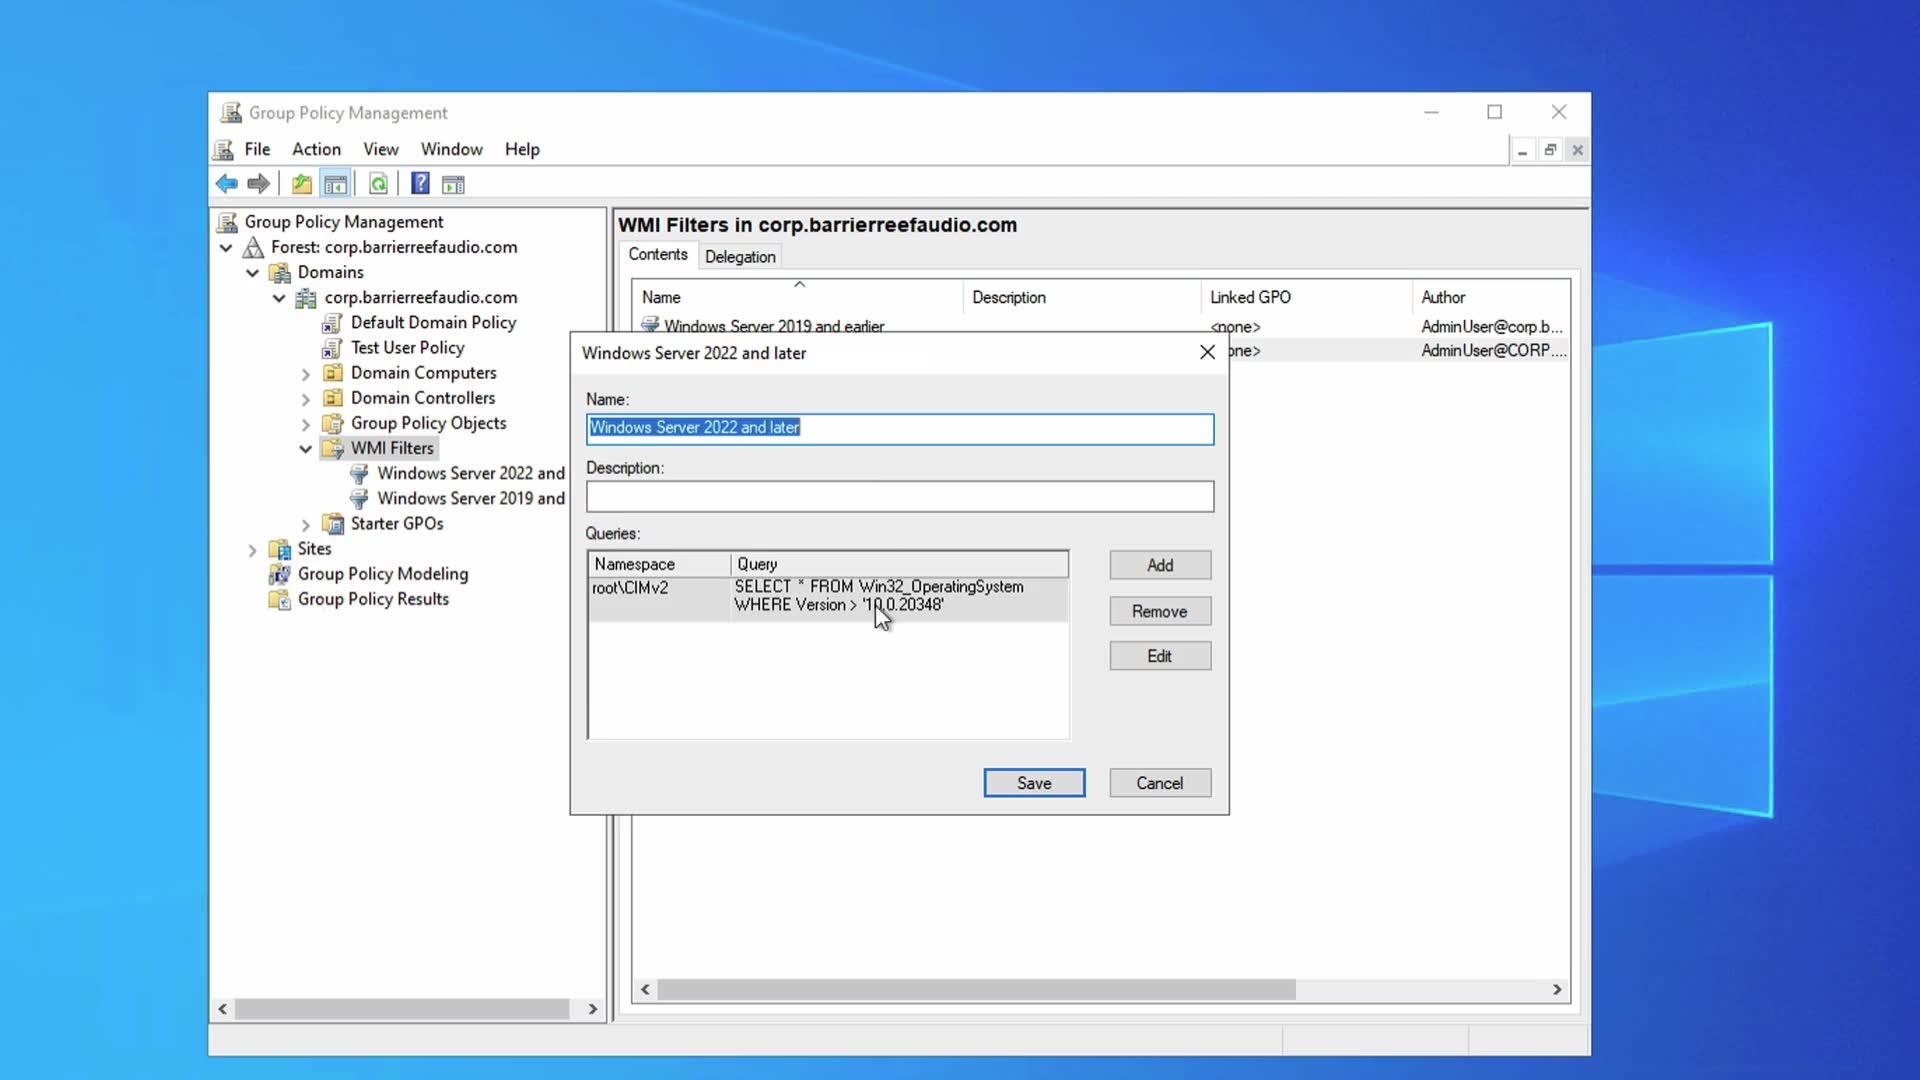 Group Policy Management
File Action View Window Help
Group Policy Management
Forest: corp.barrierreefaudio.com
Domains
corp.barrierreefaudio.com
Default Domain Policy
Test User Policy
Domain Computers
Domain Controllers
Group Policy Objects
WMI Filters
Windows Server 2022 and
Windows Server 2019 and
Starter GPOs
Sites
Group Policy Modeling
Group Policy Results
WMI Filters in corp.barrierreefaudio.com
Contents Delegation
Name Description Linked GPO Author
Windows Server 2019 and earlier <none> AdminUser@corp.b...
one> AdminUser@CORP....
Windows Server 2022 and later
Name:
Windows Server 2022 and later
Description:
Queries:
Namespace Query
root\CIMv2 SELECT * FROM Win32_OperatingSystem
WHERE Version > '10.0.20348'
Add
Remove
Edit
Save Cancel